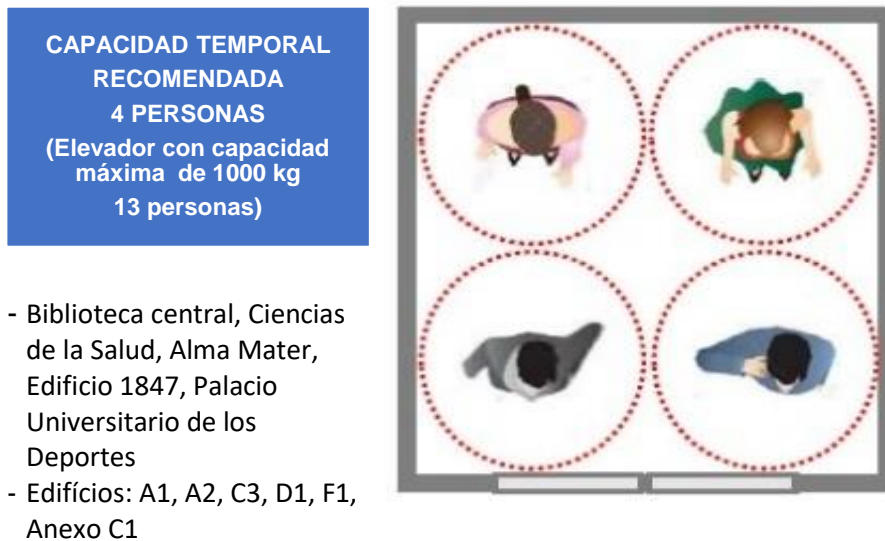 CAPACIDAD TEMPORAL
RECOMENDADA
4 PERSONAS
(Elevador con capacidad
máxima de 1000 kg
13 personas)
- Biblioteca central, Ciencias
de la Salud, Alma Mater,
Edificio 1847, Palacio
Universitario de los
Deportes
- Edifícios: A1, A2, C3, D1, F1,
Anexo C1